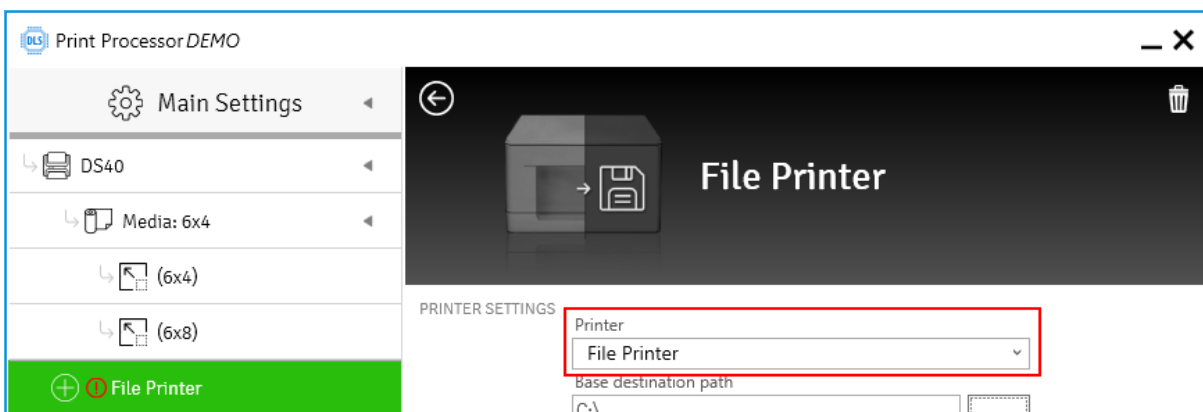 DLS Print Processor DEMO
Main Settings
DS40
Media: 6x4
(6x4)
(6x8)
File Printer
File Printer
PRINTER SETTINGS
Printer
File Printer
Base destination path
C:\